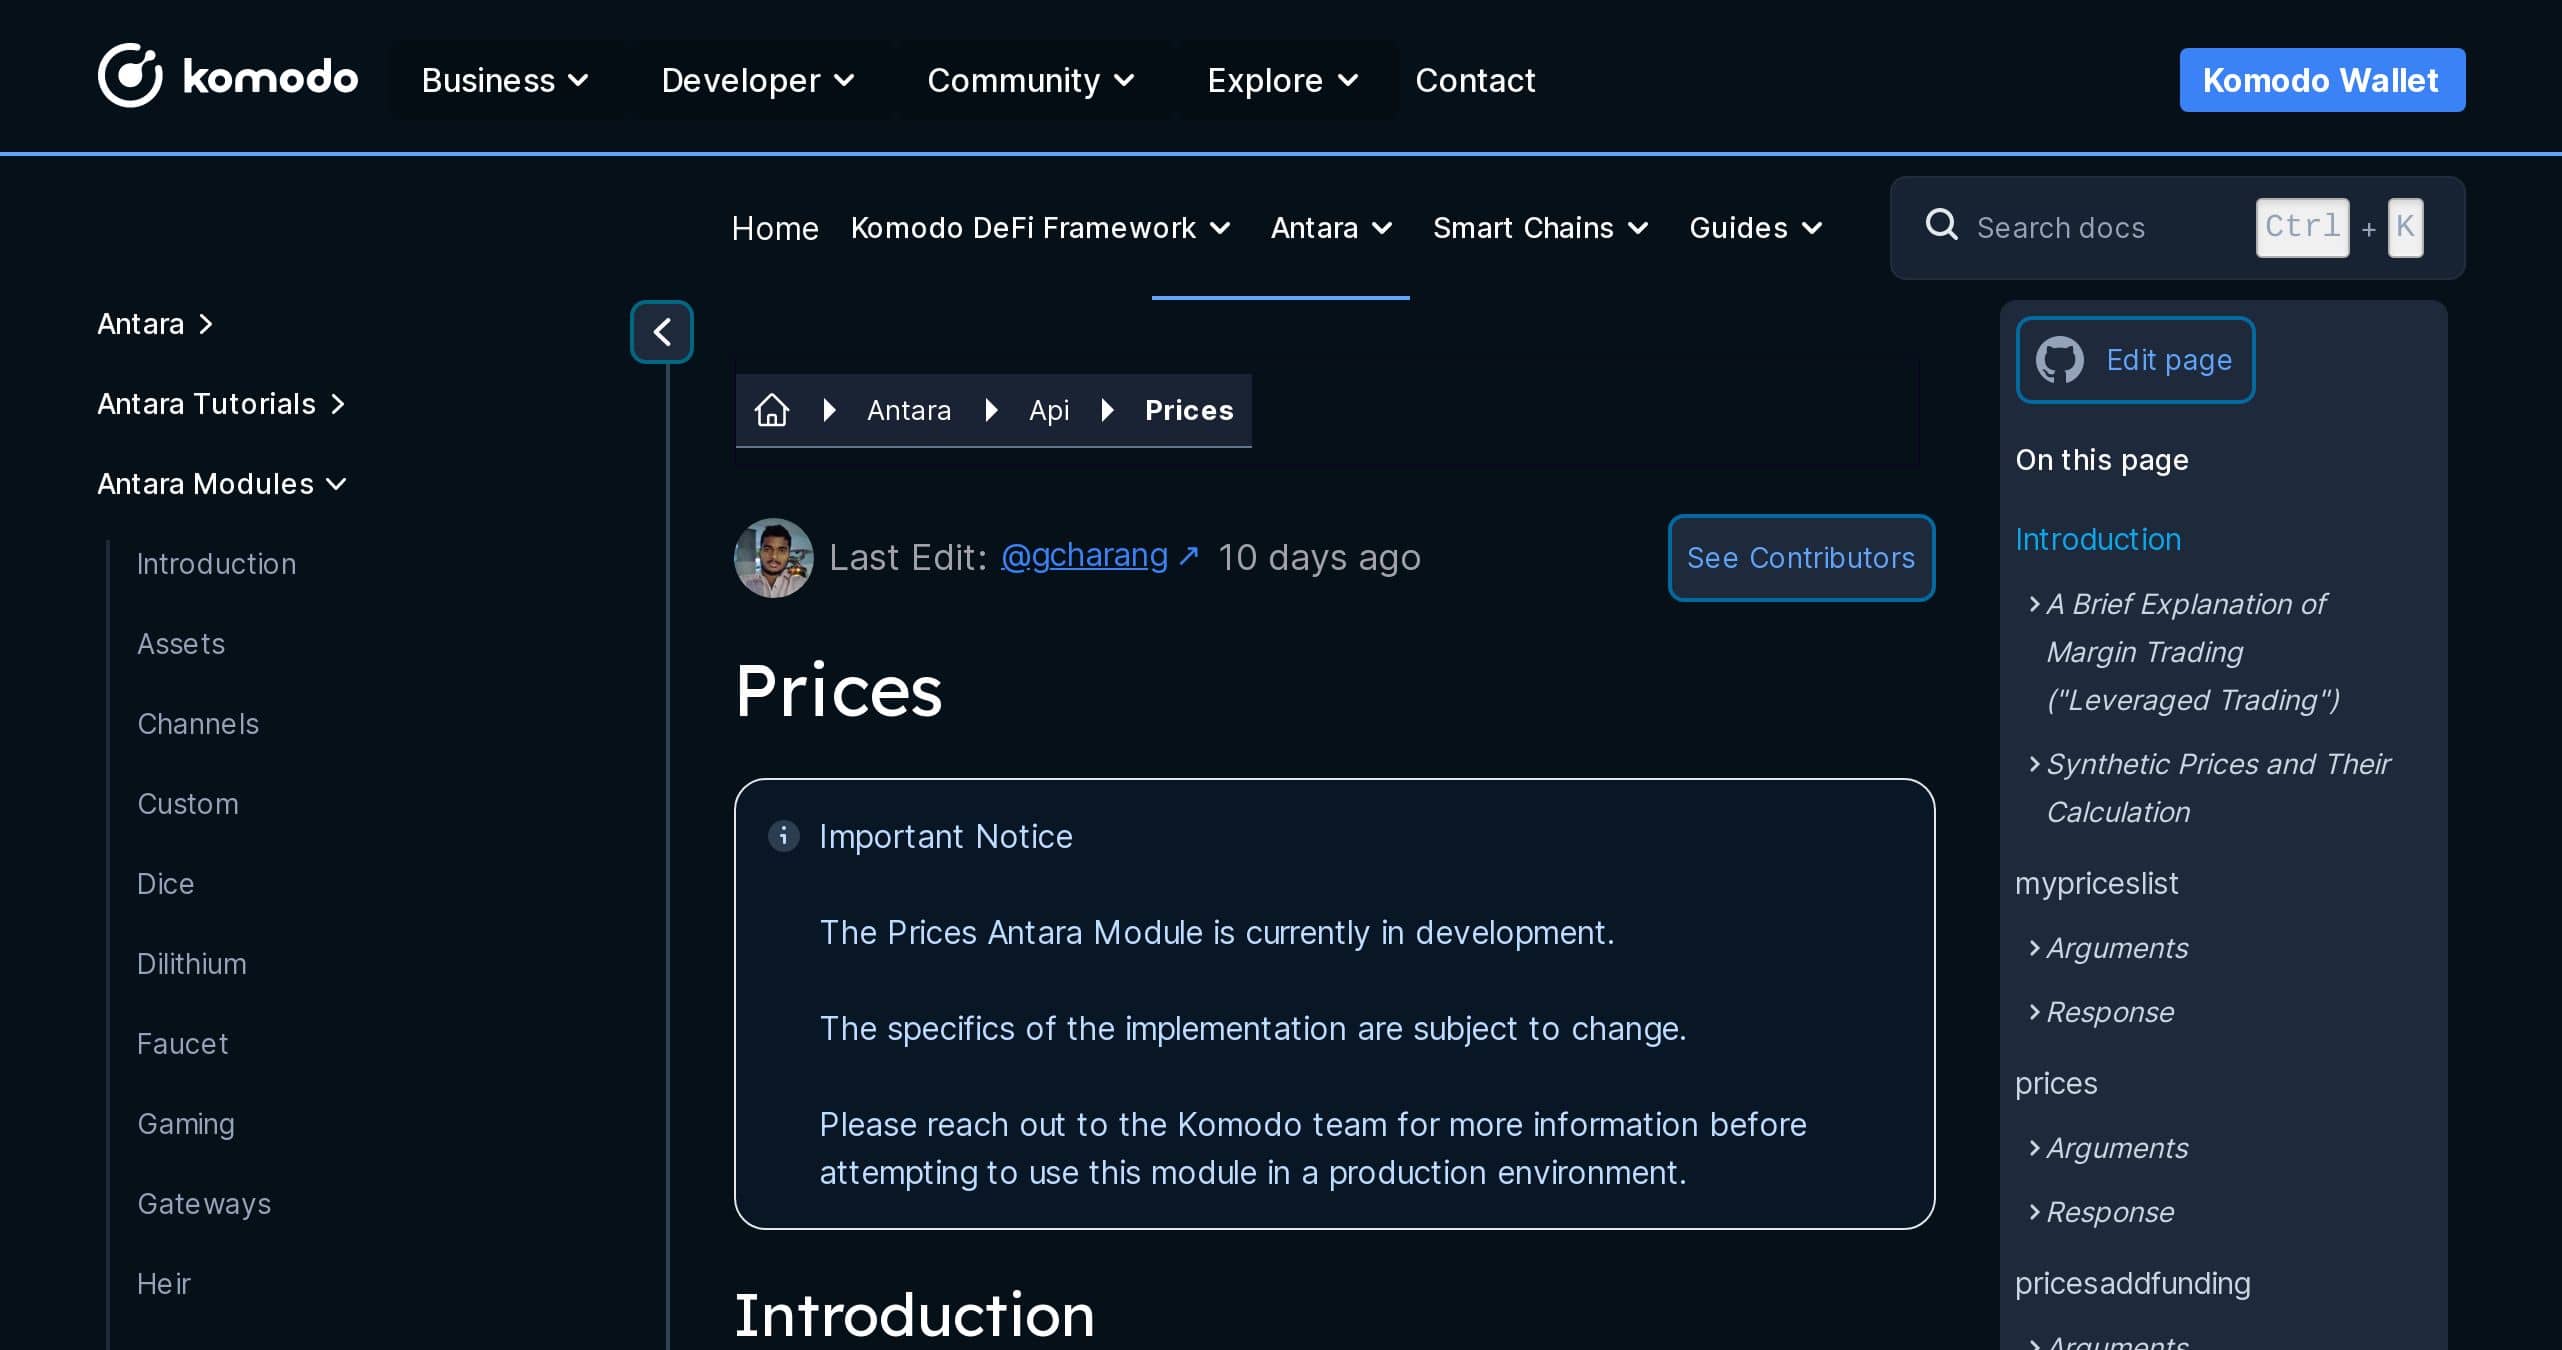 komodo
Business
Developer
Community
Explore
Contact
Komodo Wallet
Home
Komodo DeFi Framework
Antara
Smart Chains
Guides
Search docs
Ctrl + K
Antara
Antara Tutorials
Antara Modules
Introduction
Assets
Channels
Custom
Dice
Dilithium
Faucet
Gaming
Gateways
Heir
Antara
Api
Prices
Last Edit: @gcharang ↗ 10 days ago
See Contributors
Prices
Important Notice
The Prices Antara Module is currently in development.
The specifics of the implementation are subject to change.
Please reach out to the Komodo team for more information before
attempting to use this module in a production environment.
Introduction
Edit page
On this page
Introduction
A Brief Explanation of
Margin Trading
("Leveraged Trading")
Synthetic Prices and Their
Calculation
mypriceslist
Arguments
Response
prices
Arguments
Response
pricesaddfunding
Arguments